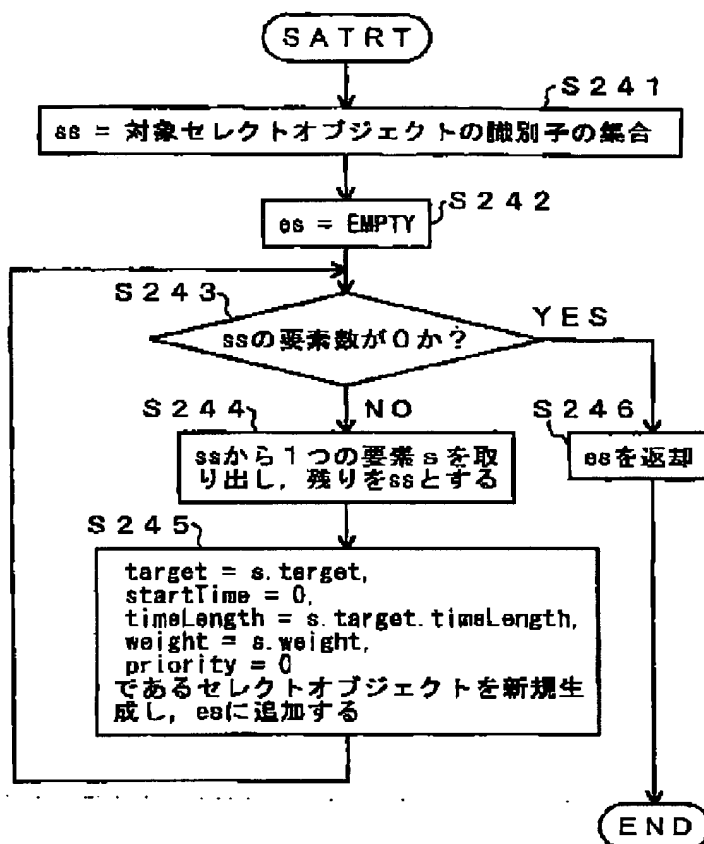 SATRT
S241
ss = 対象セレクトオブジェクトの識別子の集合
S242
es = EMPTY
S243
ssの要素数が0か?
YES
NO
S244
ssから1つの要素sを取
り出し,残りをssとする
S246
esを返却
S245
target = s.target,
startTime = 0,
timeLength = s.target.timeLength,
weight = s.weight,
priority = 0
であるセレクトオブジェクトを新規生
成し,esに追加する
END